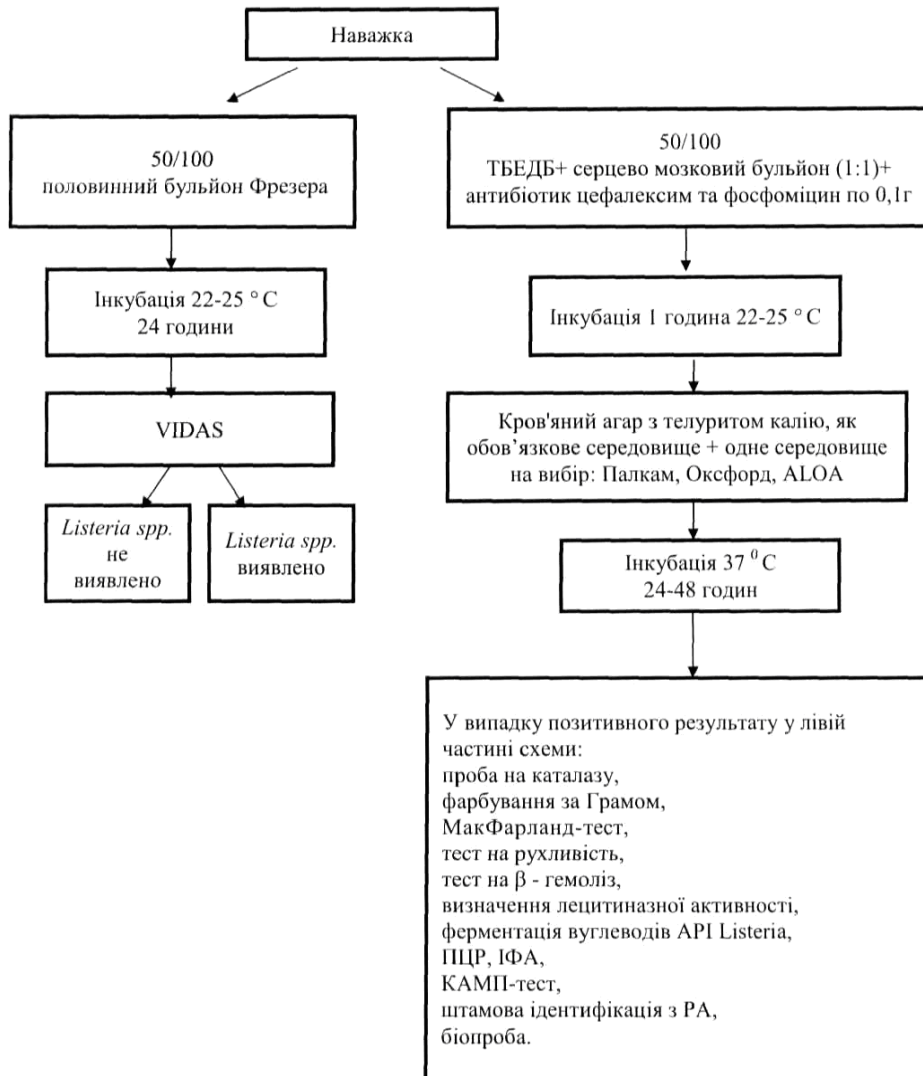 Наважка
50/100
половинний бульйон Фрезера
50/100
ТБЕДБ+ серцево мозковий бульйон (1:1)+
антибіотик цефалексим та фосфоміцин по 0,1г
Інкубація 22-25 °С
24 години
Інкубація 1 година 22-25 °С
VIDAS
Кров'яний агар з телуритом калію, як
обов’язкове середовище + одне середовище
на вибір: Палкам, Оксфорд, ALOA
Listeria spp.
не
виявлено
Listeria spp.
виявлено
Інкубація 37 ⁰ С
24-48 годин
У випадку позитивного результату у лівій
частині схеми:
проба на каталазу,
фарбування за Грамом,
МакФарланд-тест,
тест на рухливість,
тест на β - гемоліз,
визначення лецитиназної активності,
ферментація вуглеводів API Listeria,
ПЦР, ІФА,
КАМП-тест,
штамова ідентифікація з РА,
біопроба.